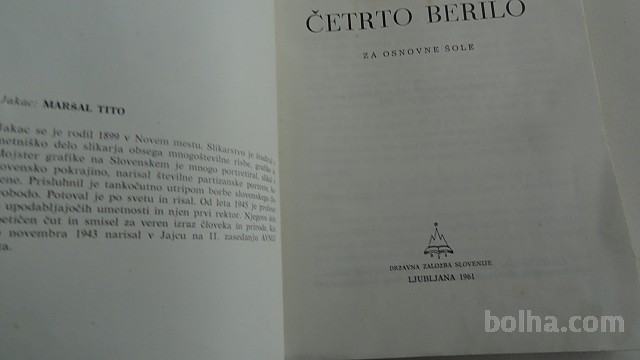 Jakac: MARŠAL TITO
Jakac se je rodil 1899 v Novem mestu. Slikarstvo je študiral
metniško delo slikarja obsega mnogoštevilne risbe, grafike
Mojster grafike na Slovenskem je mnogo portretiral, slikal
ovensko pokrajino, narisal številne partizanske portrete,
ene. Prisluhnil je tankočutno utripom borbe slovenskega
vobodo. Potoval je po svetu in risal. Od leta 1945 je profesor
upodabljajočih umetnosti in njen prvi rektor. Njegov
etičen čut in smisel za veren izraz človeka in prirode.
novembra 1943 narisal v Jajcu na II. zasedanju AVNOJ
ga.
ČETRTO BERILO
ZA OSNOVNE ŠOLE
DRŽAVNA ZALOŽBA SLOVENIJE
LJUBLJANA 1961
bolha.com